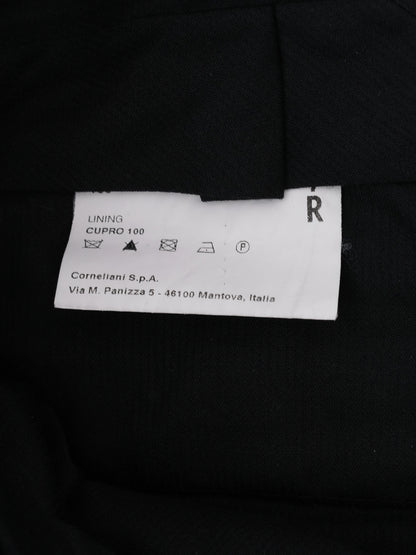 R
LINING
CUPRO 100
F
Corneliani S.p.A.
Via M. Panizza 5 - 46100 Mantova, Italia